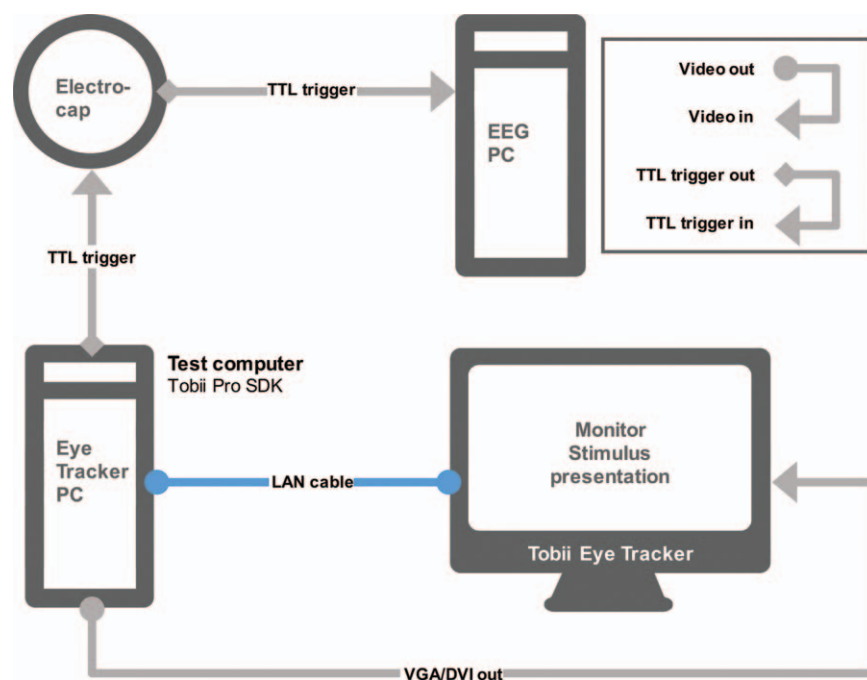 Electro-
cap
TTL trigger
EEG
PC
Video out
Video in
TTL trigger out
TTL trigger in
TTL trigger
Test computer
Tobii Pro SDK
Eye
Tracker
PC
LAN cable
Monitor
Stimulus
presentation
Tobii Eye Tracker
VGA/DVI out